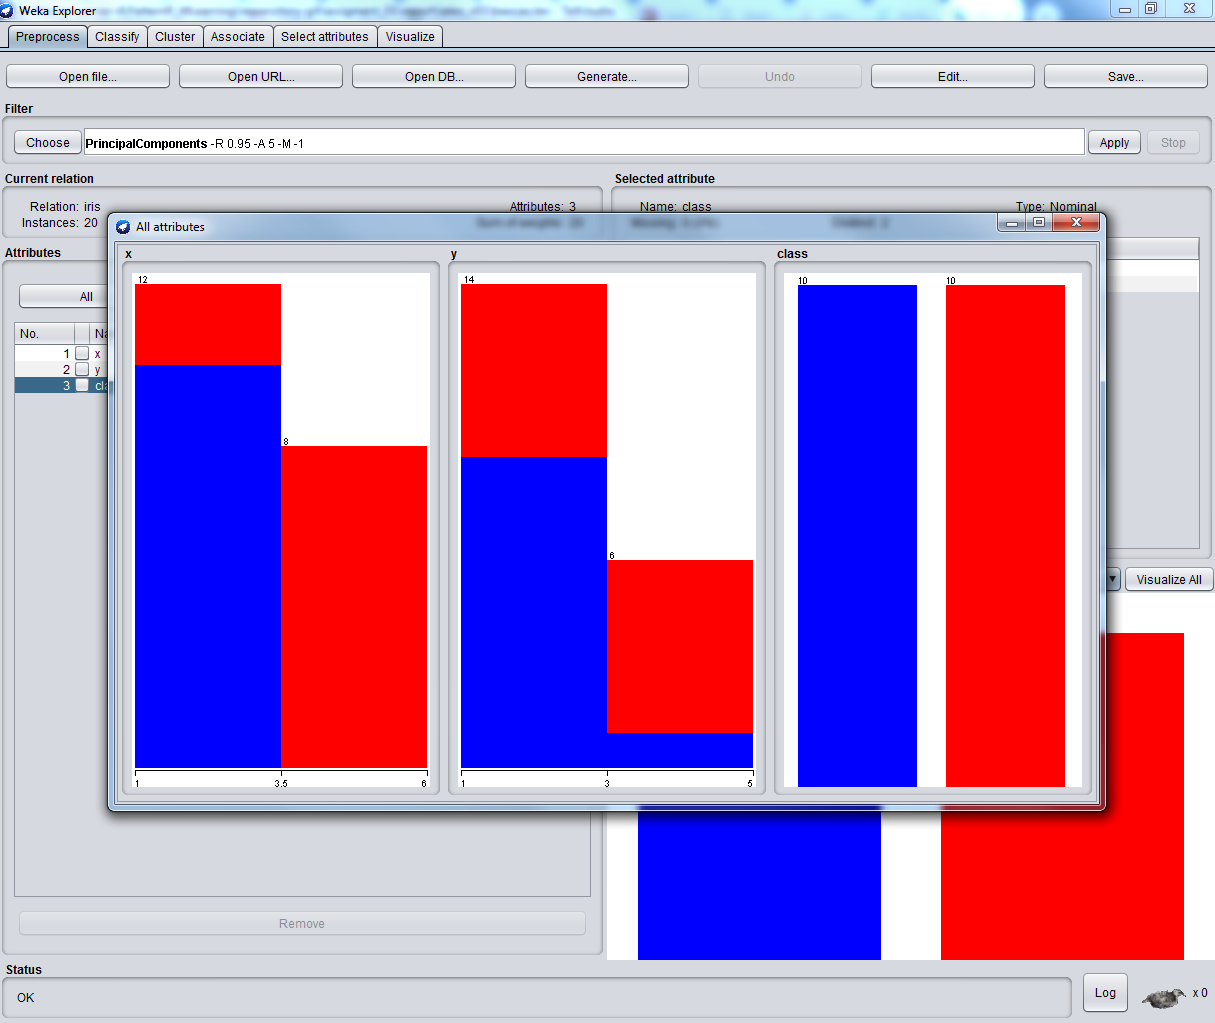 Weka Explorer
Preprocess Classify Cluster Associate Select attributes Visualize
Open file... Open URL... Open DB... Generate... Undo Edit... Save...
Filter
Choose PrincipalComponents -R 0.95 -A 5 -M -1 Apply Stop
Current relation Selected attribute
Relation: iris Attributes: 3 Name: class Type: Nominal
Instances: 20
All attributes
Attributes
x y class
12 14 10 10
All
No.
1 x
2 y
3
8
6
Visualize All
1 3.5 6 1 3 5
Remove
Status
OK Log x 0